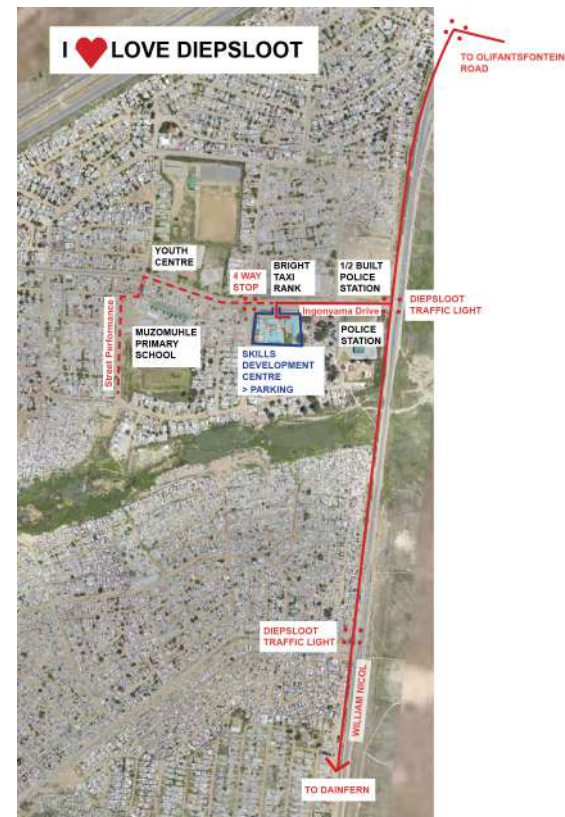 I ❤ LOVE DIEPSLOOT
TO OLIFANTSFONTEIN
ROAD
YOUTH
CENTRE
4 WAY
STOP
BRIGHT
TAXI
RANK
1/2 BUILT
POLICE
STATION
DIEPSLOOT
TRAFFIC LIGHT
Ingonyama Drive
Street Performance
MUZOMUHLE
PRIMARY
SCHOOL
POLICE
STATION
SKILLS
DEVELOPMENT
CENTRE
> PARKING
DIEPSLOOT
TRAFFIC LIGHT
WILLIAM NICOL
TO DAINFERN